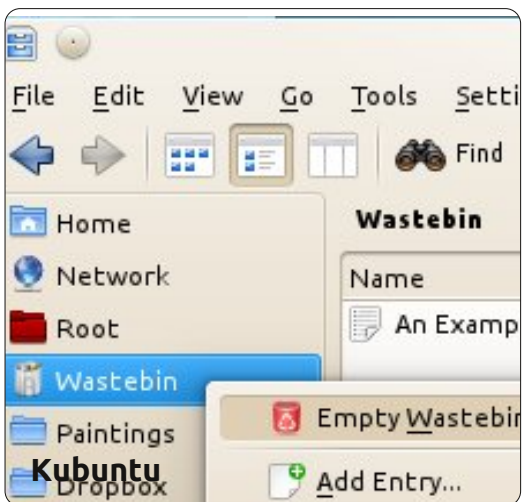 File Edit View Go Tools Setti
Find
Home
Wastebin
Network
Name
Root
An Examp
Wastebin
Empty Wastebin
Paintings
Kubuntu
Dropbox
Add Entry...